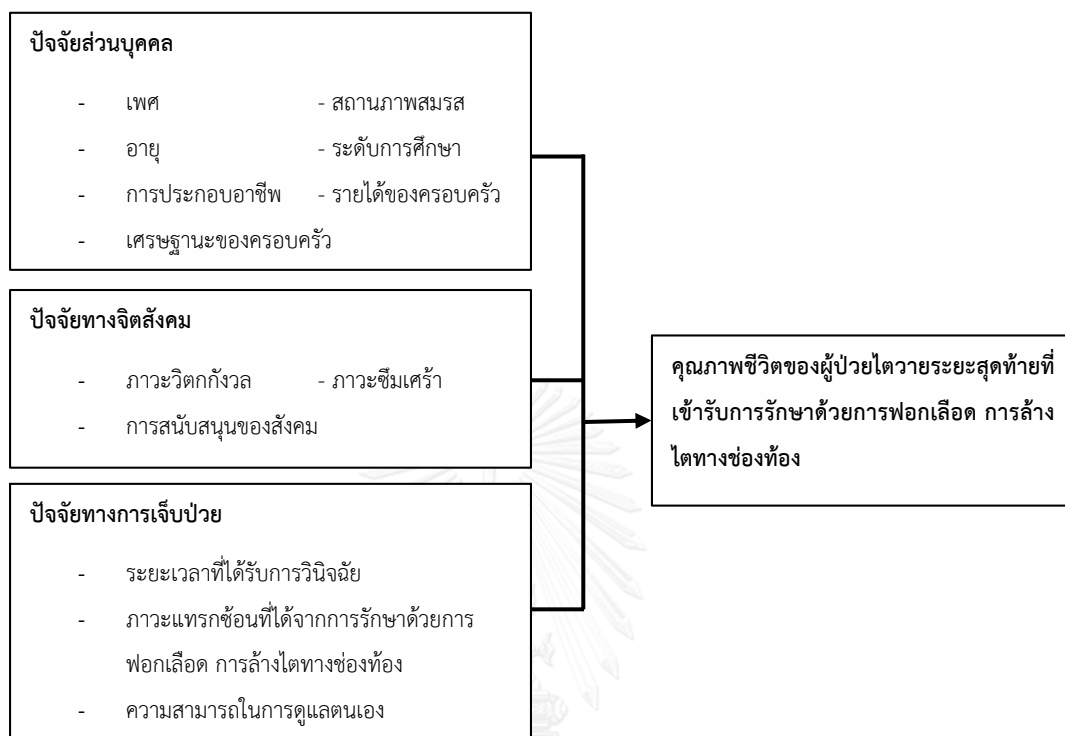 ปัจจัยส่วนบุคคล
- เพศ - สถานภาพสมรส
- อายุ - ระดับการศึกษา
- การประกอบอาชีพ - รายได้ของครอบครัว
- เศรษฐานะของครอบครัว
ปัจจัยทางจิตสังคม
- ภาวะวิตกกังวล - ภาวะซึมเศร้า
- การสนับสนุนของสังคม
ปัจจัยทางการเจ็บป่วย
- ระยะเวลาที่ได้รับการวินิจฉัย
- ภาวะแทรกซ้อนที่ได้จากการรักษาด้วยการ
ฟอกเลือด การล้างไตทางช่องท้อง
- ความสามารถในการดูแลตนเอง
คุณภาพชีวิตของผู้ป่วยไตวายระยะสุดท้ายที่
เข้ารับการรักษาด้วยการฟอกเลือด การล้าง
ไตทางช่องท้อง